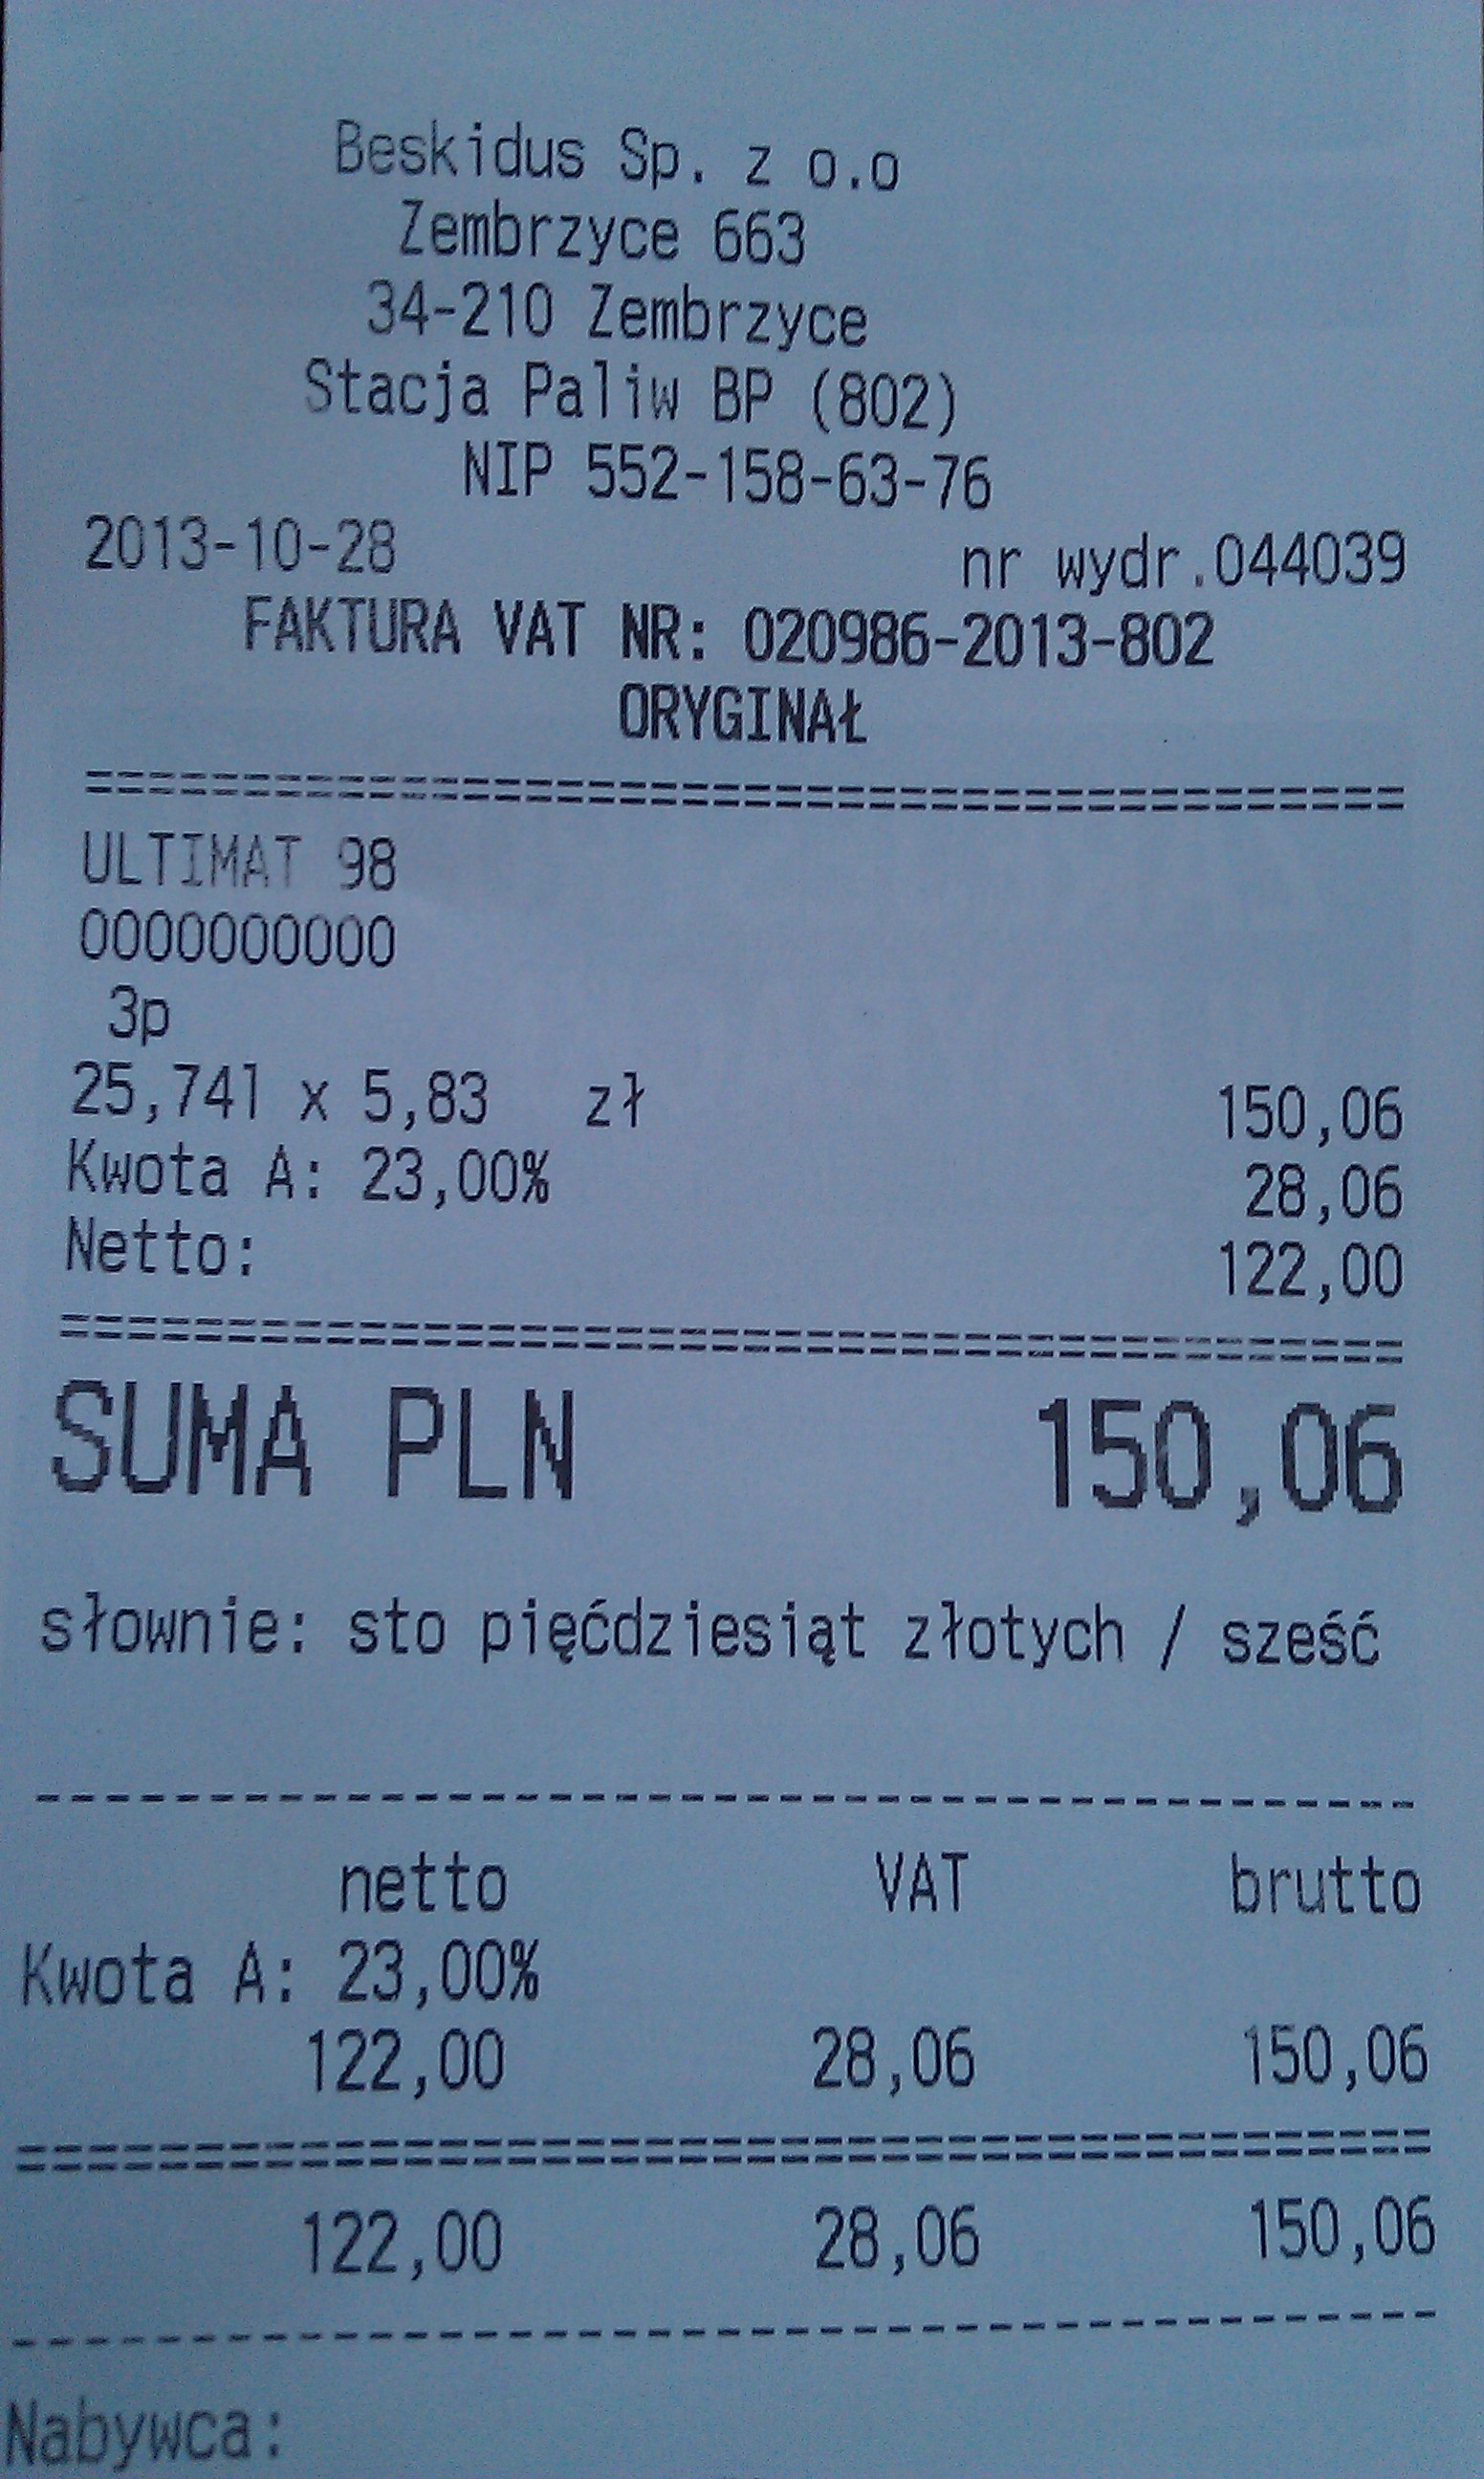 Beskidus Sp. z o.o
Zembrzyce 663
34-210 Zembrzyce
Stacja Paliw BP (802)
NIP 552-158-63-76
2013-10-28 nr wydr.044039
FAKTURA VAT NR: 020986-2013-802
ORYGINAŁ
==========================================
ULTIMAT 98
0000000000
3p
25,74l x 5,83 zł 150,06
Kwota A: 23,00% 28,06
Netto: 122,00
==========================================
SUMA PLN 150,06
słownie: sto pięćdziesiąt złotych / sześć
------------------------------------------
netto VAT brutto
Kwota A: 23,00%
122,00 28,06 150,06
==========================================
122,00 28,06 150,06
------------------------------------------
Nabywca: